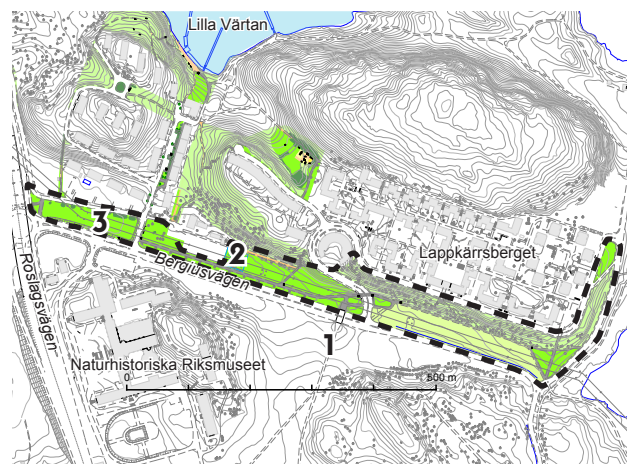 Lilla Värtan
3
2
Lappkärrsberget
Bergiusvägen
Roslagsvägen
1
Naturhistoriska Riksmuseet
0
500 m